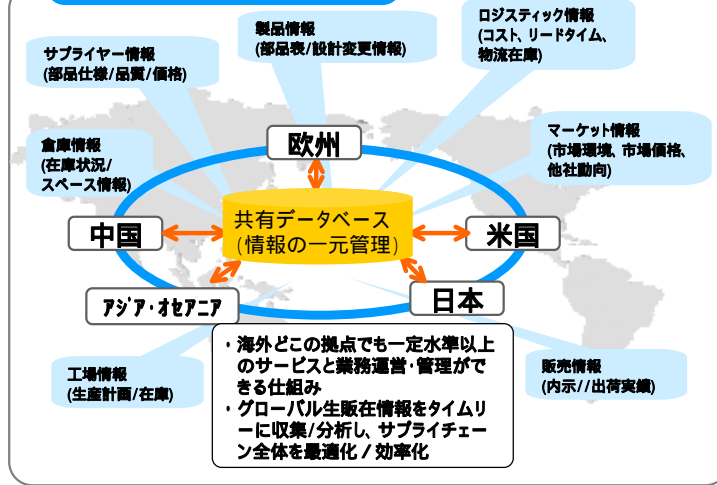 ロジスティック情報
(コスト、リードタイム、
物流在庫)
製品情報
(部品表/設計変更情報)
サプライヤー情報
(部品仕様/品質/価格)
マーケット情報
(市場環境、市場価格、
他社動向)
倉庫情報
(在庫状況/
スペース情報)
欧州
共有データベース
(情報の一元管理)
中国
米国
アジア・オセアニア
日本
・海外どこの拠点でも一定水準以上
のサービスと業務運営・管理がで
きる仕組み
・グローバル生販在情報をタイムリ
ーに収集/分析し、サプライチェー
ン全体を最適化/効率化
工場情報
(生産計画/在庫)
販売情報
(内示//出荷実績)